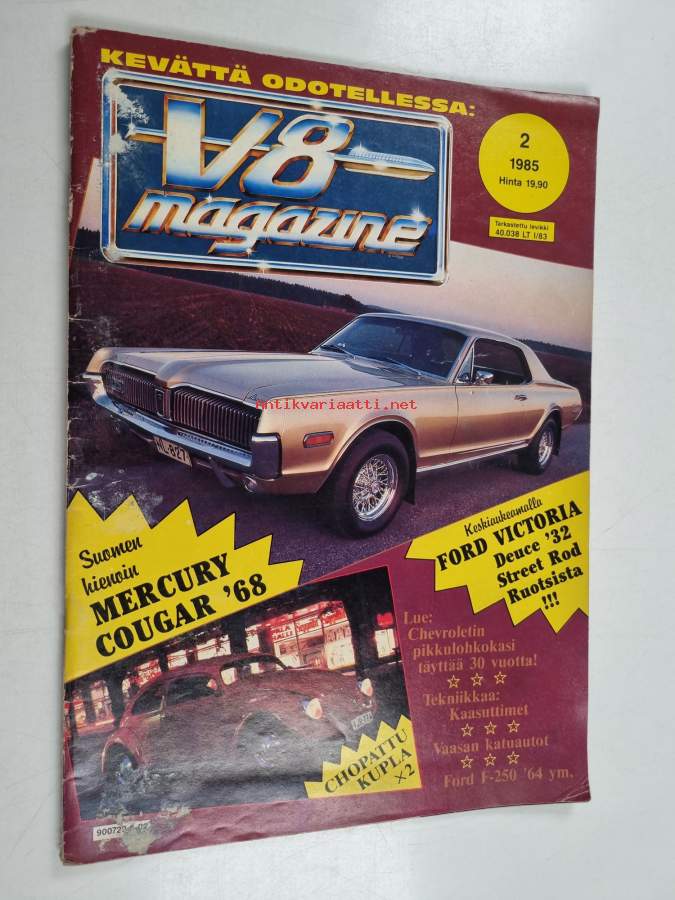 KEVÄTTÄ ODOTELLESSA:
V8
magazine
2
1985
Hinta 19,90
Tarkastettu levikki
40.038 LT I/83
antikvariaatti.net
Suomen
hienoin
MERCURY
COUGAR '68
Keskiaukeamalla
FORD VICTORIA
Deuce '32
Street Rod
Ruotsista
!!!
Lue:
Chevroletin
pikkulohkokasi
täyttää 30 vuotta!
Tekniikkaa:
Kaasuttimet
Vaasan katuautot
Ford F-250 '64 ym.
CHOPATTU
KUPLA
×2